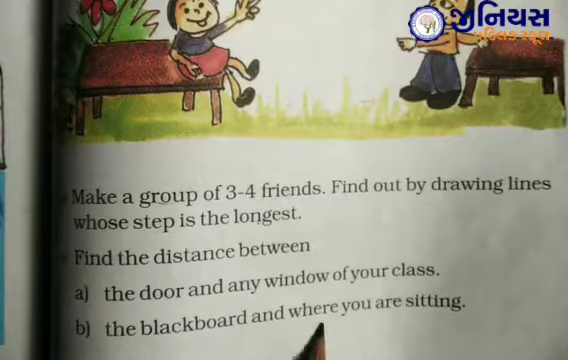 જીનિયસ
પબ્લિક સ્કૂલ
Make a group of 3-4 friends. Find out by drawing lines
whose step is the longest.
Find the distance between
a) the door and any window of your class.
b) the blackboard and where you are sitting.